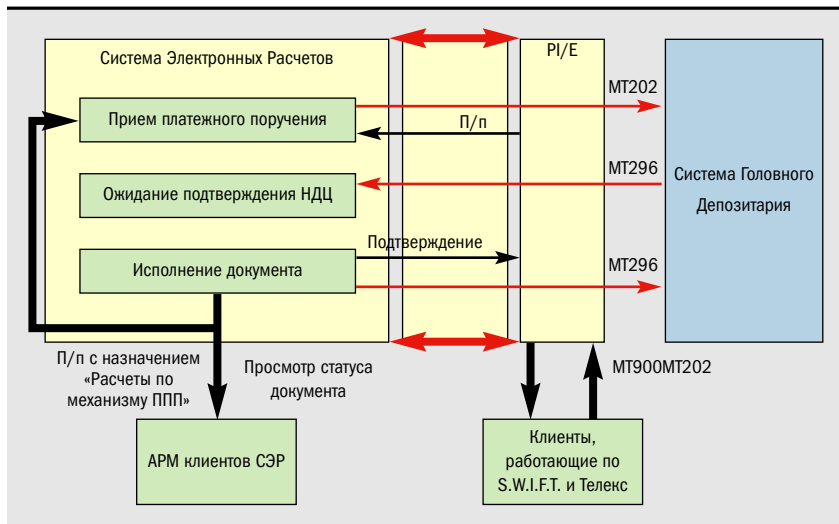 Система Электронных Расчетов
PI/E
MT202
Прием платежного поручения
П/п
MT296
Ожидание подтверждения НДЦ
Система Головного
Депозитария
Подтверждение
Исполнение документа
MT296
П/п с назначением
«Расчеты по
механизму ППП»
Просмотр статуса
документа
MT900MT202
АРМ клиентов СЭР
Клиенты,
работающие по
S.W.I.F.T. и Телекс